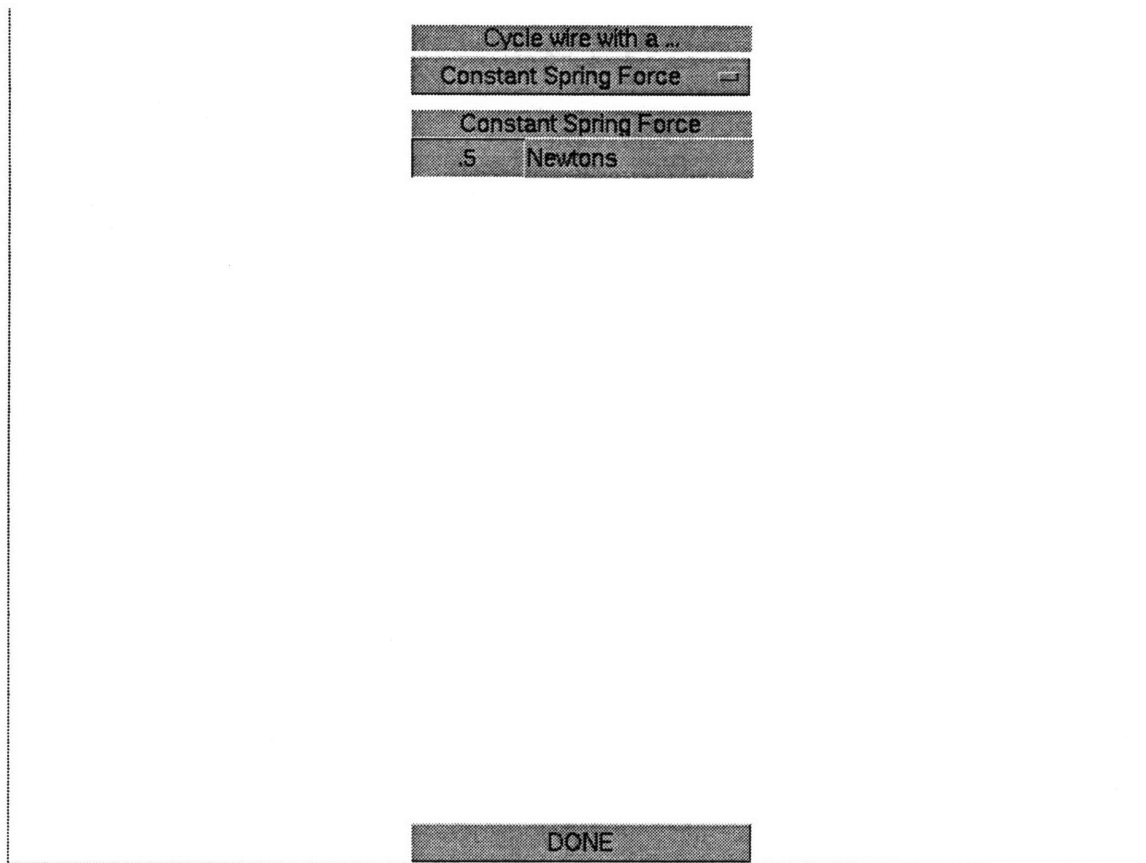 Cycle wire with a ...
Constant Spring Force
Constant Spring Force
.5 Newtons
DONE